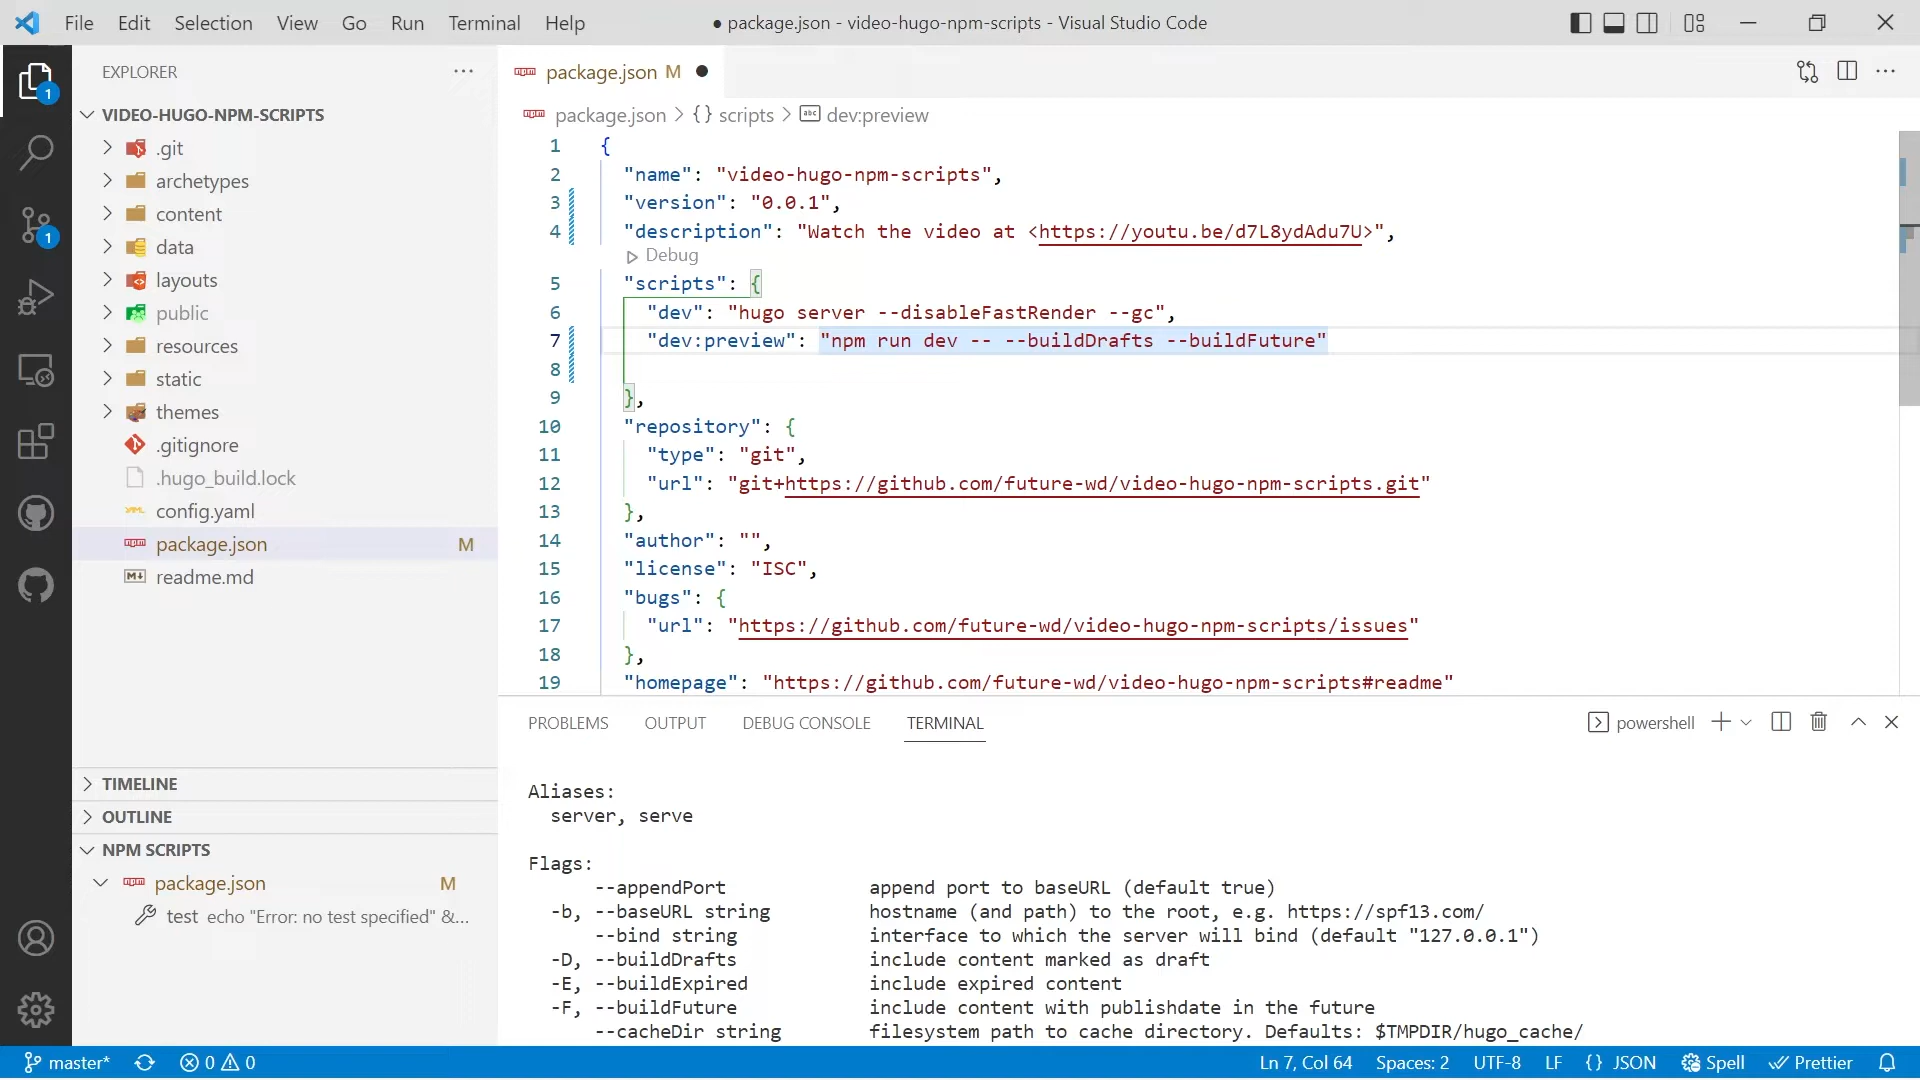 File Edit Selection View Go Run Terminal Help
● package.json - video-hugo-npm-scripts - Visual Studio Code
EXPLORER
1
1
VIDEO-HUGO-NPM-SCRIPTS
.git
archetypes
content
data
layouts
public
resources
static
themes
.gitignore
.hugo_build.lock
config.yaml
package.json M
readme.md
TIMELINE
OUTLINE
NPM SCRIPTS
package.json M
test echo "Error: no test specified" &...
package.json M ●
package.json > {} scripts > abc dev:preview
1 {
2 "name": "video-hugo-npm-scripts",
3 "version": "0.0.1",
4 "description": "Watch the video at <https://youtu.be/d7L8ydAdu7U>",
Debug
5 "scripts": {
6 "dev": "hugo server --disableFastRender --gc",
7 "dev:preview": "npm run dev -- --buildDrafts --buildFuture"
8
9 },
10 "repository": {
11 "type": "git",
12 "url": "git+https://github.com/future-wd/video-hugo-npm-scripts.git"
13 },
14 "author": "",
15 "license": "ISC",
16 "bugs": {
17 "url": "https://github.com/future-wd/video-hugo-npm-scripts/issues"
18 },
19 "homepage": "https://github.com/future-wd/video-hugo-npm-scripts#readme"
PROBLEMS OUTPUT DEBUG CONSOLE TERMINAL
powershell
Aliases:
server, serve
Flags:
--appendPort append port to baseURL (default true)
-b, --baseURL string hostname (and path) to the root, e.g. https://spf13.com/
--bind string interface to which the server will bind (default "127.0.0.1")
-D, --buildDrafts include content marked as draft
-E, --buildExpired include expired content
-F, --buildFuture include content with publishdate in the future
--cacheDir string filesystem path to cache directory. Defaults: $TMPDIR/hugo_cache/
master* 0 0 Ln 7, Col 64 Spaces: 2 UTF-8 LF {} JSON Spell Prettier